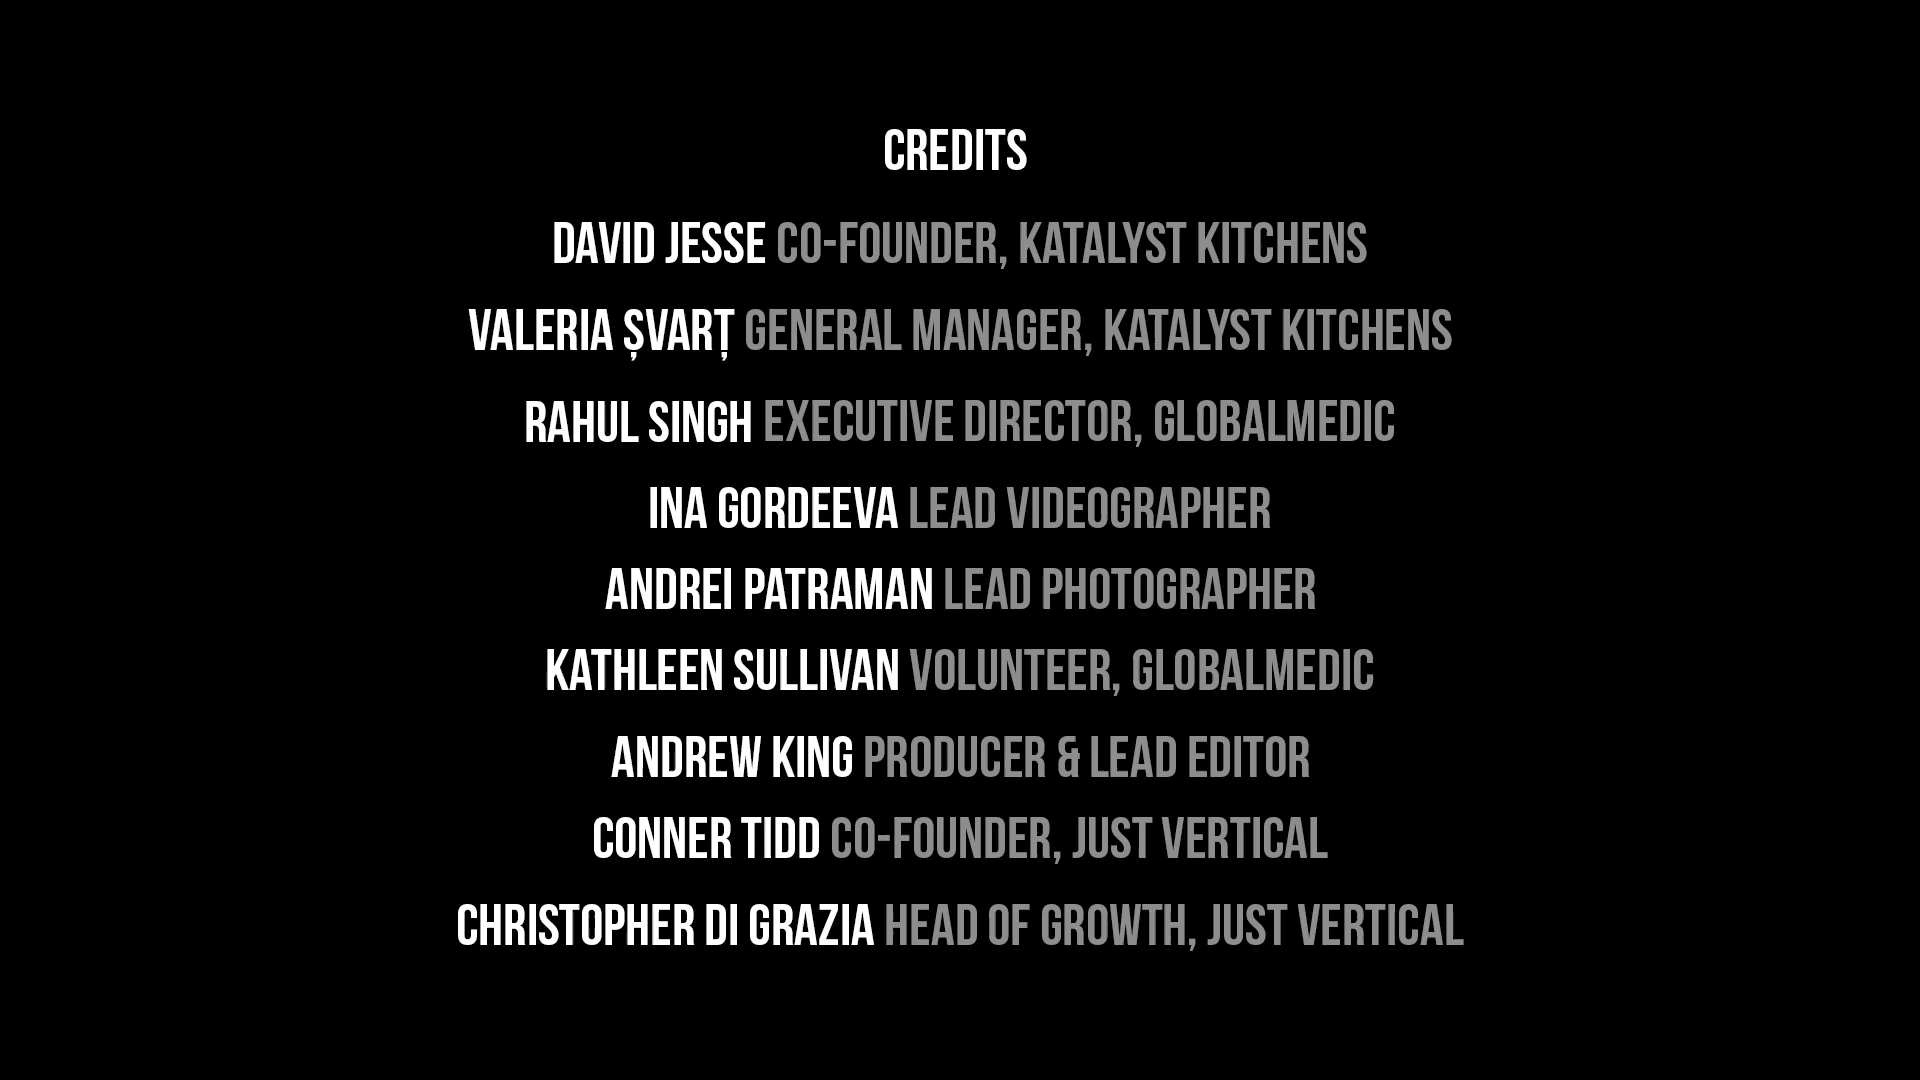 CREDITS
DAVID JESSE CO-FOUNDER, KATALYST KITCHENS
VALERIA ȘVARȚ GENERAL MANAGER, KATALYST KITCHENS
RAHUL SINGH EXECUTIVE DIRECTOR, GLOBALMEDIC
INA GORDEEVA LEAD VIDEOGRAPHER
ANDREI PATRAMAN LEAD PHOTOGRAPHER
KATHLEEN SULLIVAN VOLUNTEER, GLOBALMEDIC
ANDREW KING PRODUCER & LEAD EDITOR
CONNER TIDD CO-FOUNDER, JUST VERTICAL
CHRISTOPHER DI GRAZIA HEAD OF GROWTH, JUST VERTICAL